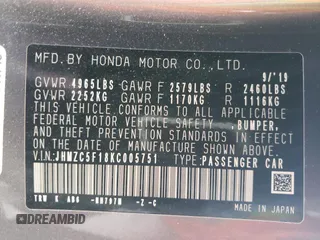 MFD.BY HONDA MOTOR CO.,LTD.
9/'19
GVWR 4965LBS GAWR F 2579LBS R 2460LBS
GVWR 2252KG GAWR F 1170KG R 1116KG
THIS VEHICLE CONFORMS TO ALL APPLICABLE
FEDERAL MOTOR VEHICLE SAFETY, BUMPER,
AND THEFT PREVENTION STANDARDS IN EFFECT ON
THE DATE OF MANUFACTURE SHOWN ABOVE.
V.I.N:JHMZC5F18KC005751 TYPE:PASSENGER CAR
MADE IN JAPAN
-Z -C
© DREAMBID
AutoBidMaster